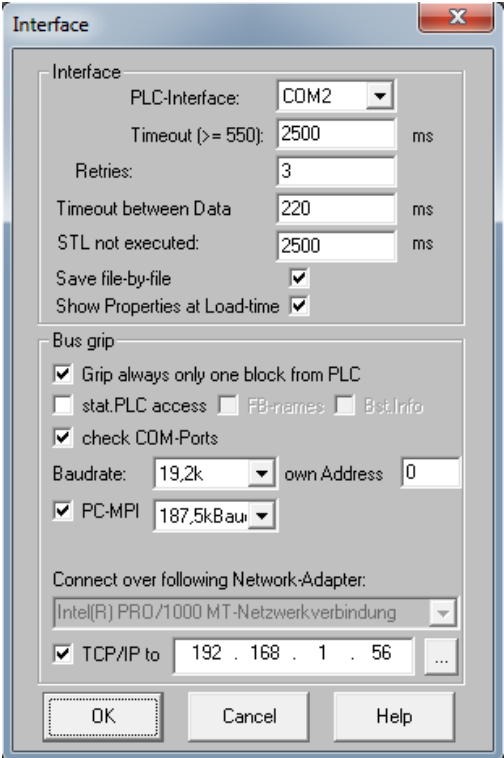 Interface
Interface
PLC-Interface: COM2
Timeout (>= 550): 2500 ms
Retries: 3
Timeout between Data 220 ms
STL not executed: 2500 ms
Save file-by-file
Show Properties at Load-time
Bus grip
Grip always only one block from PLC
stat.PLC access FB-names Bst.Info
check COM-Ports
Baudrate: 19,2k own Address 0
PC-MPI 187,5kBau
Connect over following Network-Adapter:
Intel(R) PRO/1000 MT-Netzwerkverbindung
TCP/IP to 192 . 168 . 1 . 56 ...
OK Cancel Help